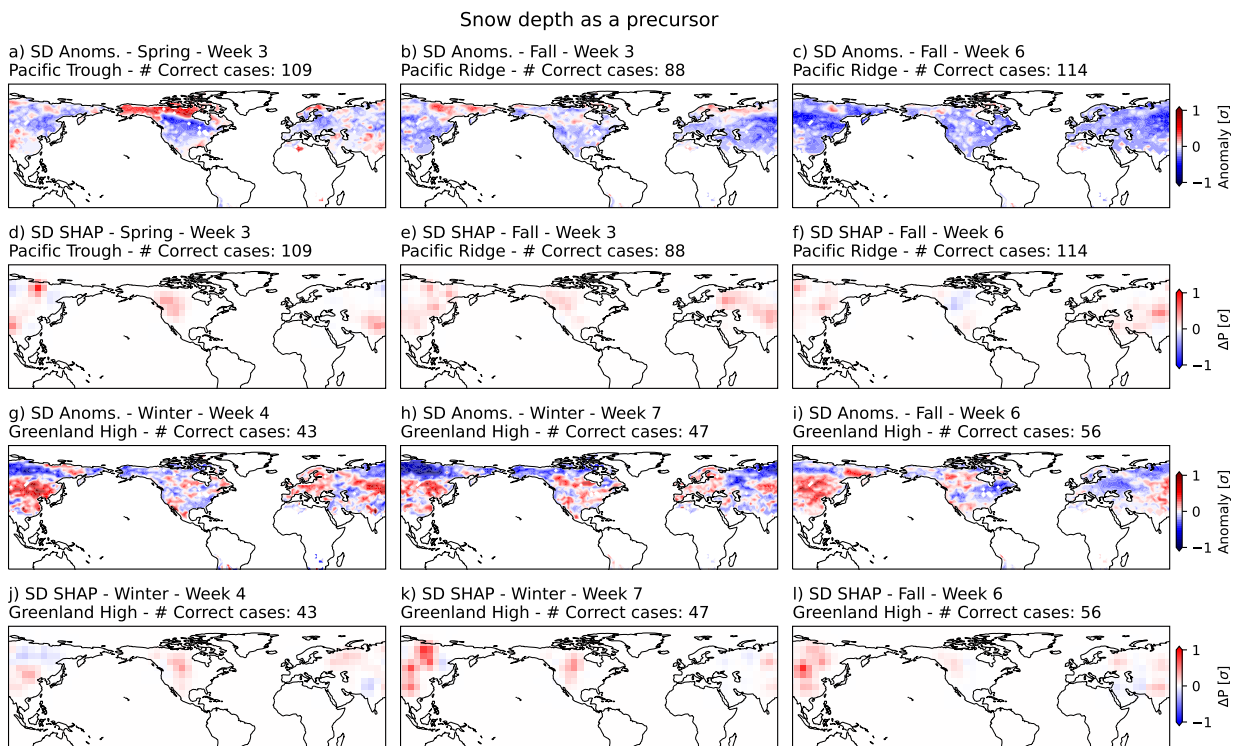 Snow depth as a precursor
a) SD Anoms. - Spring - Week 3
Pacific Trough - # Correct cases: 109
b) SD Anoms. - Fall - Week 3
Pacific Ridge - # Correct cases: 88
c) SD Anoms. - Fall - Week 6
Pacific Ridge - # Correct cases: 114
1
0
−1
Anomaly [σ]
d) SD SHAP - Spring - Week 3
Pacific Trough - # Correct cases: 109
e) SD SHAP - Fall - Week 3
Pacific Ridge - # Correct cases: 88
f) SD SHAP - Fall - Week 6
Pacific Ridge - # Correct cases: 114
1
0
−1
ΔP [σ]
g) SD Anoms. - Winter - Week 4
Greenland High - # Correct cases: 43
h) SD Anoms. - Winter - Week 7
Greenland High - # Correct cases: 47
i) SD Anoms. - Fall - Week 6
Greenland High - # Correct cases: 56
1
0
−1
Anomaly [σ]
j) SD SHAP - Winter - Week 4
Greenland High - # Correct cases: 43
k) SD SHAP - Winter - Week 7
Greenland High - # Correct cases: 47
l) SD SHAP - Fall - Week 6
Greenland High - # Correct cases: 56
1
0
−1
ΔP [σ]